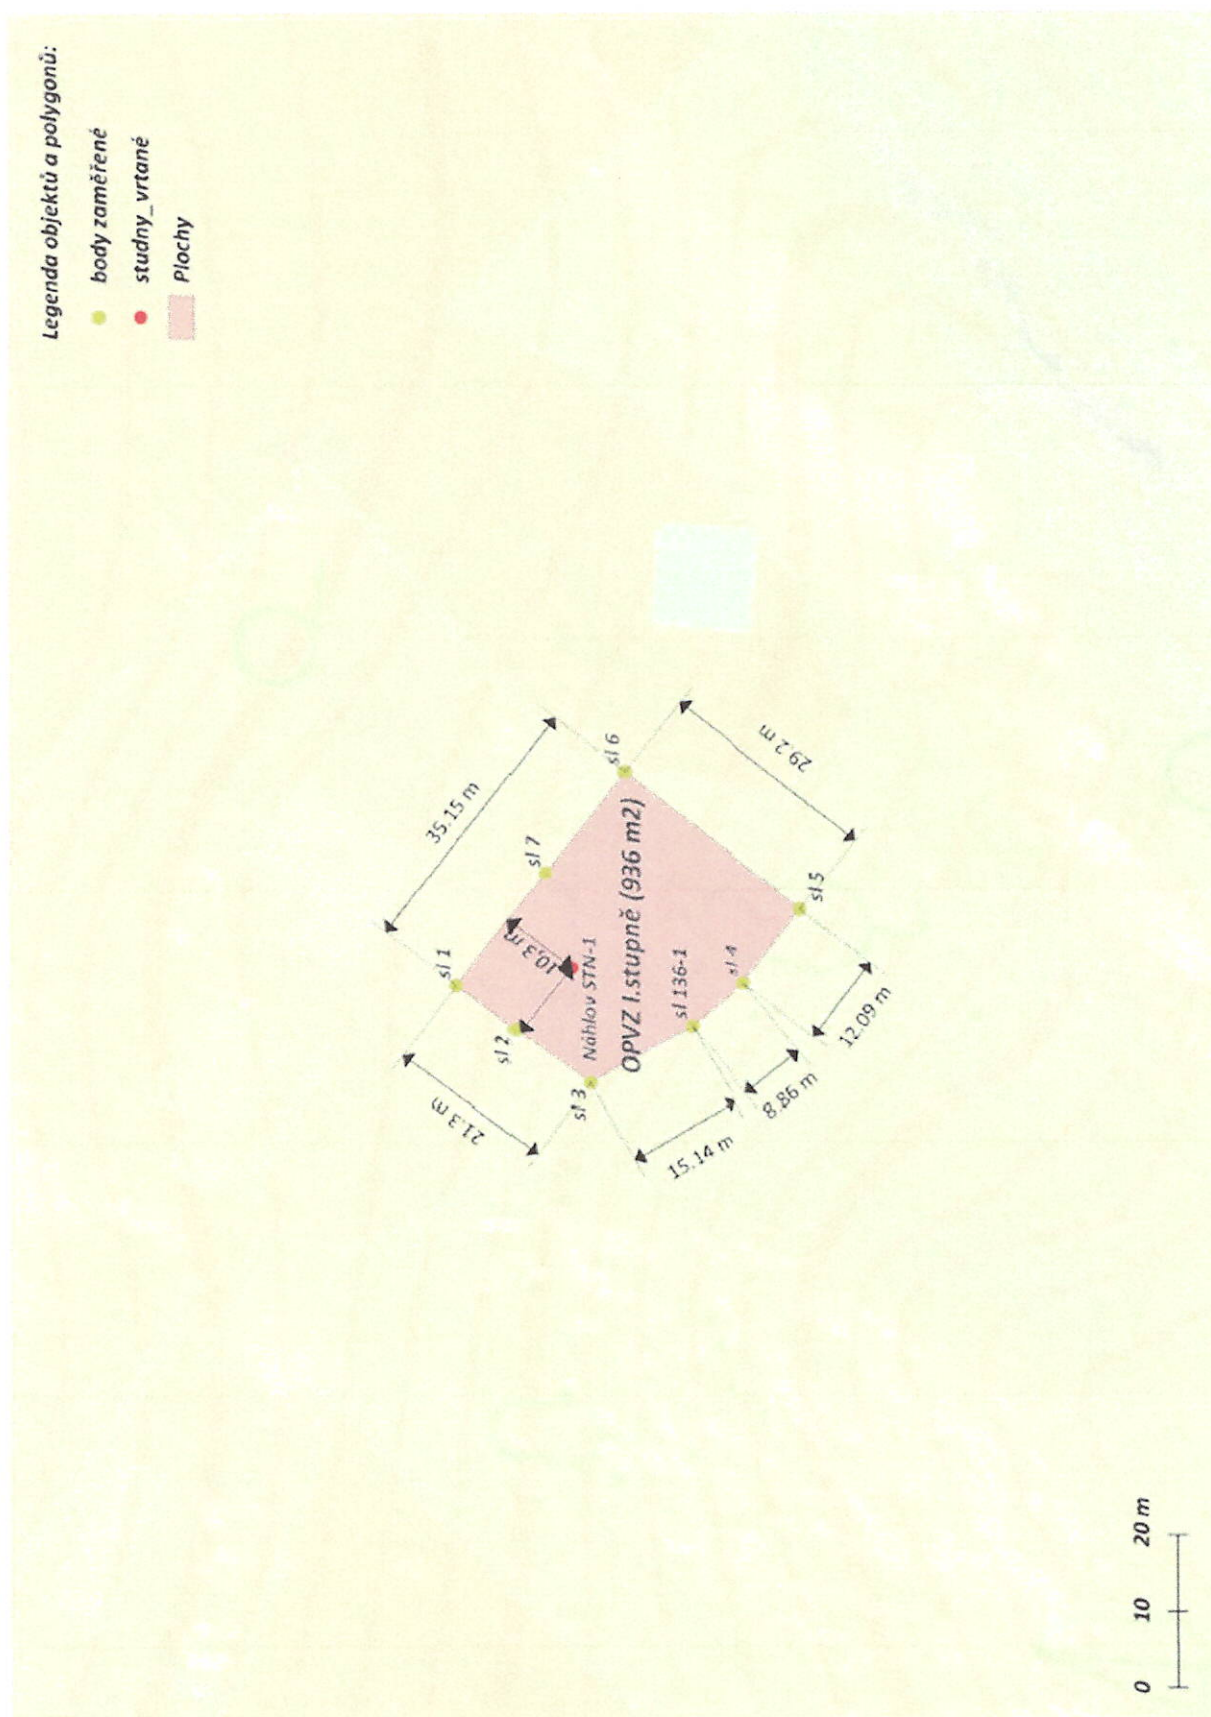 Legenda objektů a polygonů:
body zaměřené
studny_vrtané
Plochy
35.15 m
sl 6
29.2 m
sl 7
sl 1
10,3 m
sl 2
21.3 m
sl 3
Náhlov STN-1
OPVZ I.stupně (936 m2)
sl 136-1
sl 4
sl 5
12.09 m
8.86 m
15.14 m
0 10 20 m